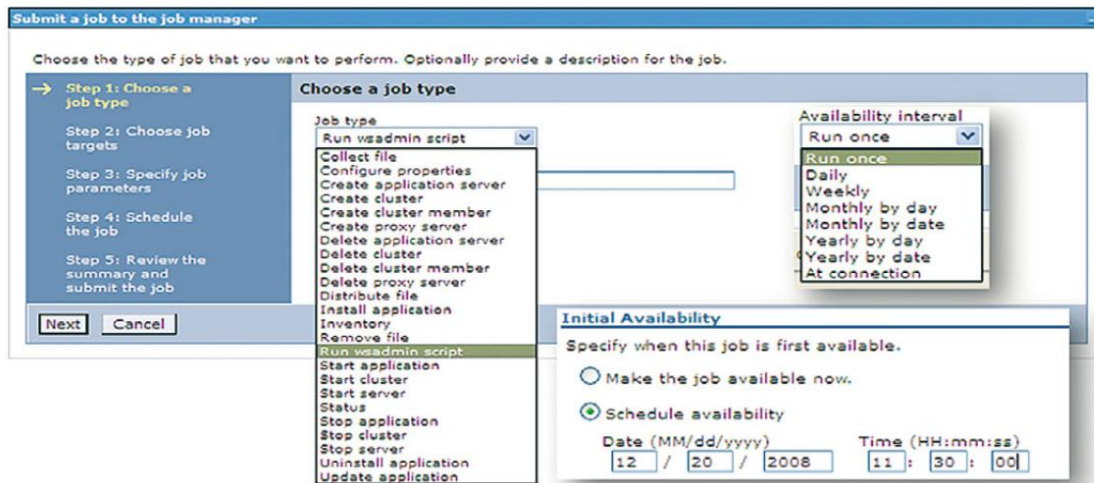 Submit a job to the job manager
Choose the type of job that you want to perform. Optionally provide a description for the job.
Step 1: Choose a
job type
Step 2: Choose job
targets
Step 3: Specify job
parameters
Step 4: Schedule
the job
Step 5: Review the
summary and
submit the job
Next
Cancel
Choose a job type
Job type
Run wsadmin script
Collect file
Configure properties
Create application server
Create cluster
Create cluster member
Create proxy server
Delete application server
Delete cluster
Delete cluster member
Delete proxy server
Distribute file
Install application
Inventory
Remove file
Run wsadmin script
Start application
Start cluster
Start server
Status
Stop application
Stop cluster
Stop server
Uninstall application
Update application
Availability interval
Run once
Run once
Daily
Weekly
Monthly by day
Monthly by date
Yearly by day
Yearly by date
At connection
Initial Availability
Specify when this job is first available.
Make the job available now.
Schedule availability
Date (MM/dd/yyyy) Time (HH:mm:ss)
12 / 20 / 2008 11 : 30 : 00